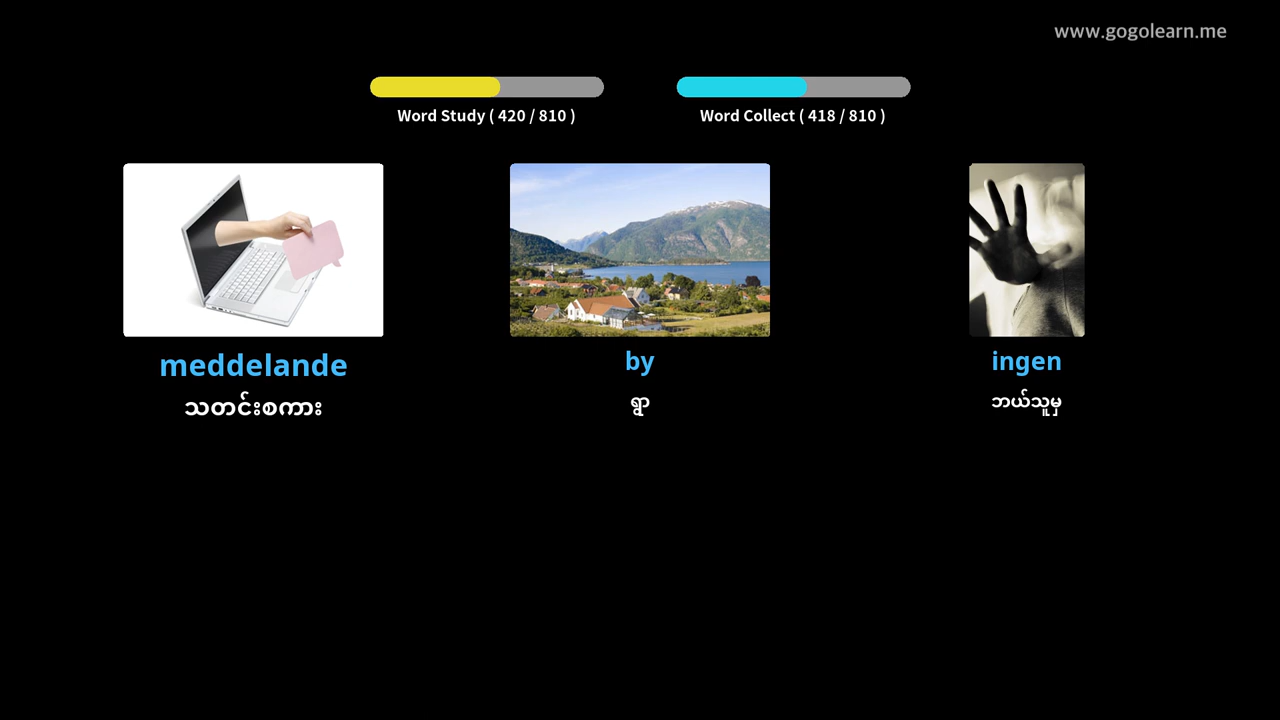 www.gogolearn.me
Word Study ( 420 / 810 )
Word Collect ( 418 / 810 )
meddelande
by
ingen
သတင်းစကား
ရွာ
ဘယ်သူမှ